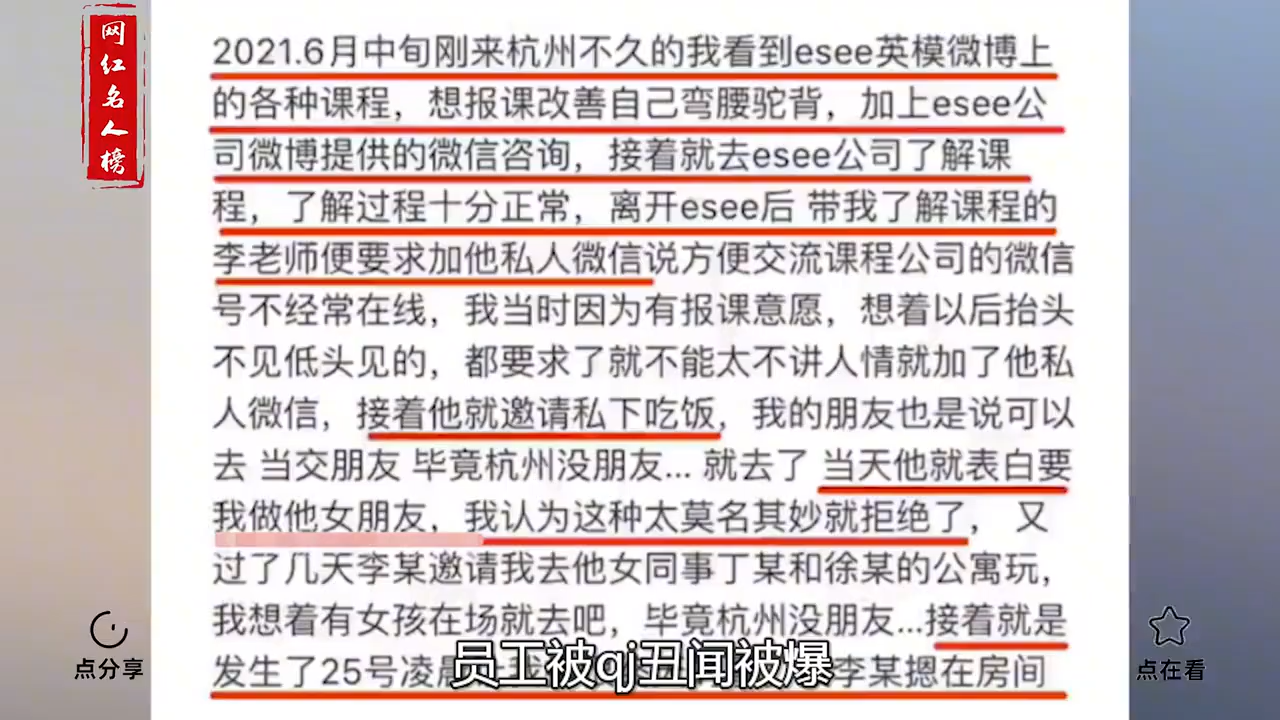 网红名人榜
2021.6月中旬刚来杭州不久的我看到esee英模微博上
的各种课程，想报课改善自己弯腰驼背，加上esee公
司微博提供的微信咨询，接着就去esee公司了解课
程，了解过程十分正常，离开esee后 带我了解课程的
李老师便要求加他私人微信说方便交流课程公司的微信
号不经常在线，我当时因为有报课意愿，想着以后抬头
不见低头见的，都要求了就不能太不讲人情就加了他私
人微信，接着他就邀请私下吃饭，我的朋友也是说可以
去 当交朋友 毕竟杭州没朋友... 就去了 当天他就表白要
我做他女朋友，我认为这种太莫名其妙就拒绝了， 又
过了几天李某邀请我去他女同事丁某和徐某的公寓玩，
我想着有女孩在场就去吧，毕竟杭州没朋友...接着就是
发生了25号凌晨 李某摁在房间
员工被qj丑闻被爆
点分享
点在看